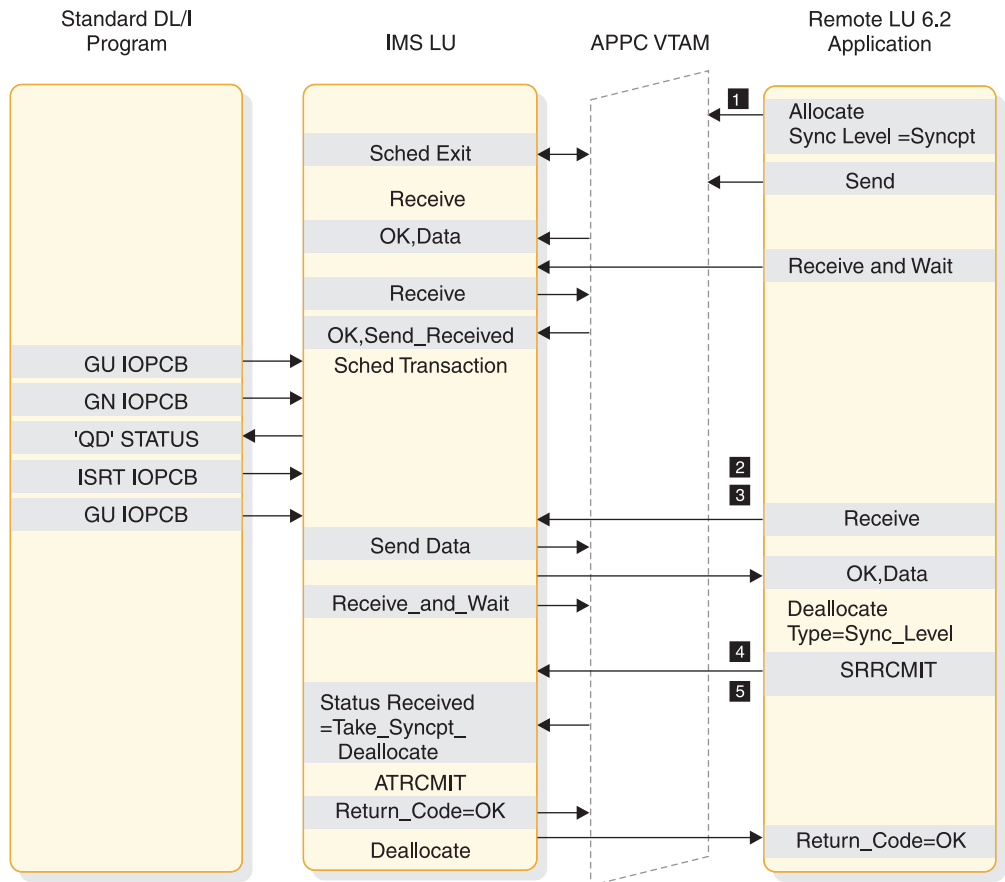 Standard DL/I
Program
IMS LU
APPC VTAM
Remote LU 6.2
Application
1
Allocate
Sync Level =Syncpt
Sched Exit
Send
Receive
OK,Data
Receive and Wait
Receive
OK,Send_Received
GU IOPCB
Sched Transaction
GN IOPCB
'QD' STATUS
ISRT IOPCB
2
3
GU IOPCB
Receive
Send Data
OK,Data
Receive_and_Wait
Deallocate
Type=Sync_Level
4
SRRCMIT
5
Status Received
=Take_Syncpt_
Deallocate
ATRCMIT
Return_Code=OK
Return_Code=OK
Deallocate